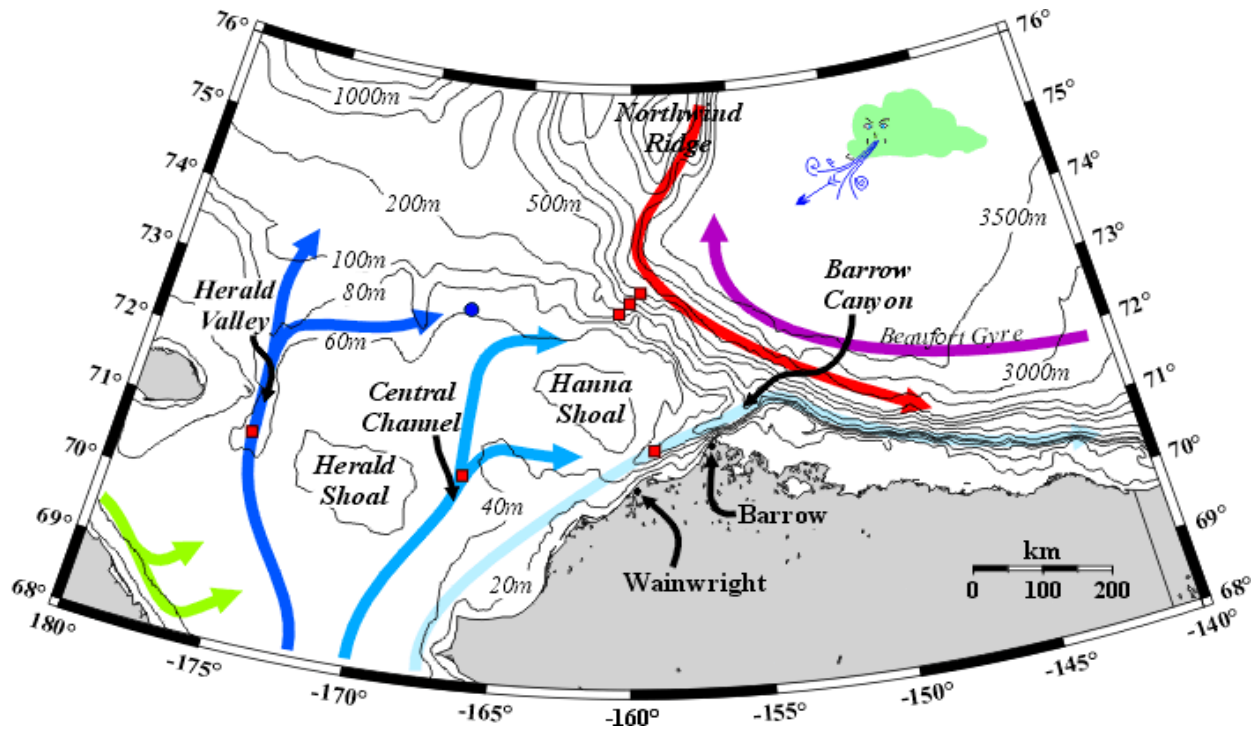 76°
76°
75°
75°
74°
74°
73°
73°
72°
72°
71°
71°
70°
70°
69°
69°
68°
68°
180°
-175°
-170°
-165°
-160°
-155°
-150°
-145°
-140°
1000m
Northwind
Ridge
200m
500m
3500m
100m
Herald
Valley
80m
60m
Barrow
Canyon
Beaufort Gyre
3000m
Central
Channel
Hanna
Shoal
Herald
Shoal
40m
20m
Barrow
Wainwright
km
0 100 200